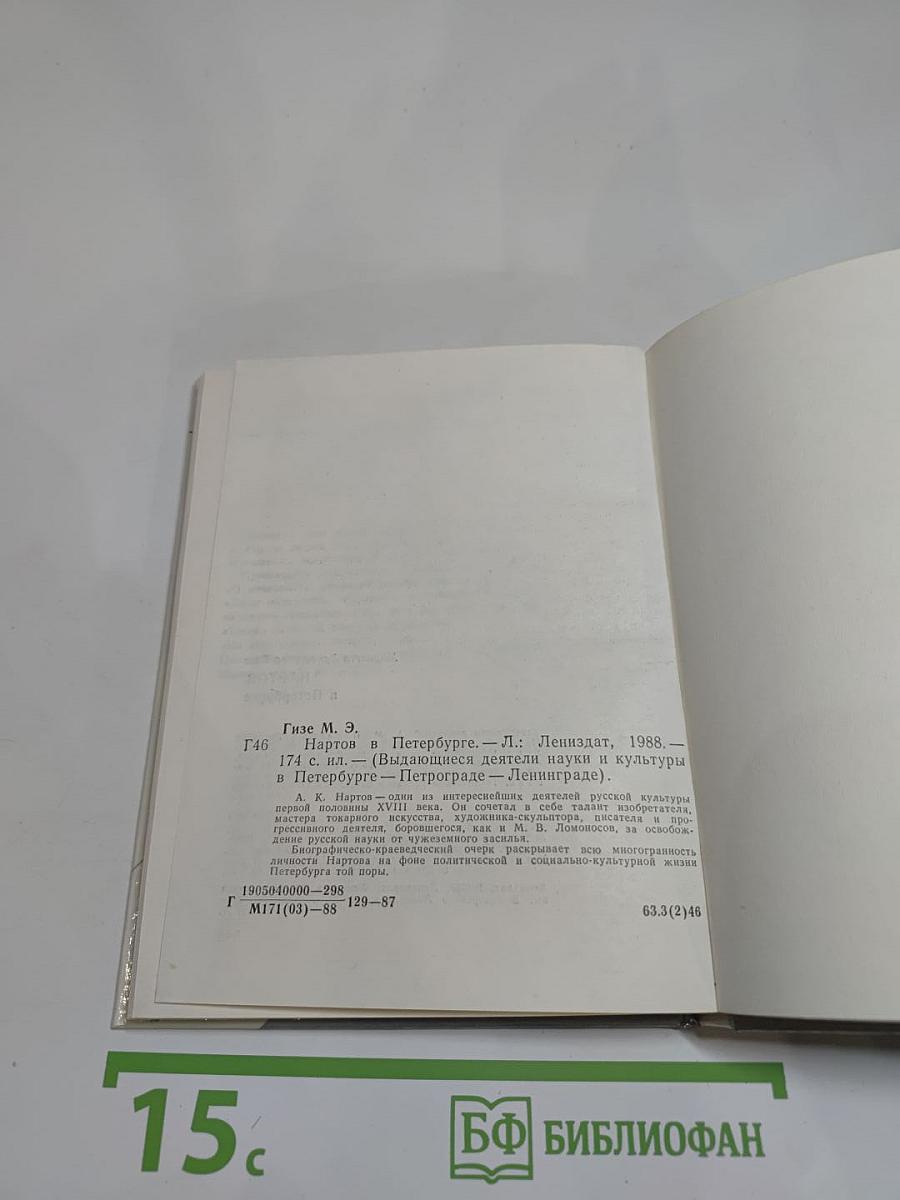 Гизе М. Э.
Г46 Нартов в Петербурге. — Л.: Лениздат, 1988. —
174 с. ил. — (Выдающиеся деятели науки и культуры
в Петербурге — Петрограде — Ленинграде).
А. К. Нартов — один из интереснейших деятелей русской культуры
первой половины XVIII века. Он сочетал в себе талант изобретателя,
мастера токарного искусства, художника-скульптора, писателя и про-
грессивного деятеля, боровшегося, как и М. В. Ломоносов, за освобож-
дение русской науки от чужеземного засилья.
Биографическо-краеведческий очерк раскрывает всю многогранность
личности Нартова на фоне политической и социально-культурной жизни
Петербурга той поры.
Г 1905040000—298
М171(03)—88 129—87
63.3(2)46
15 с
БФ БИБЛИОФАН